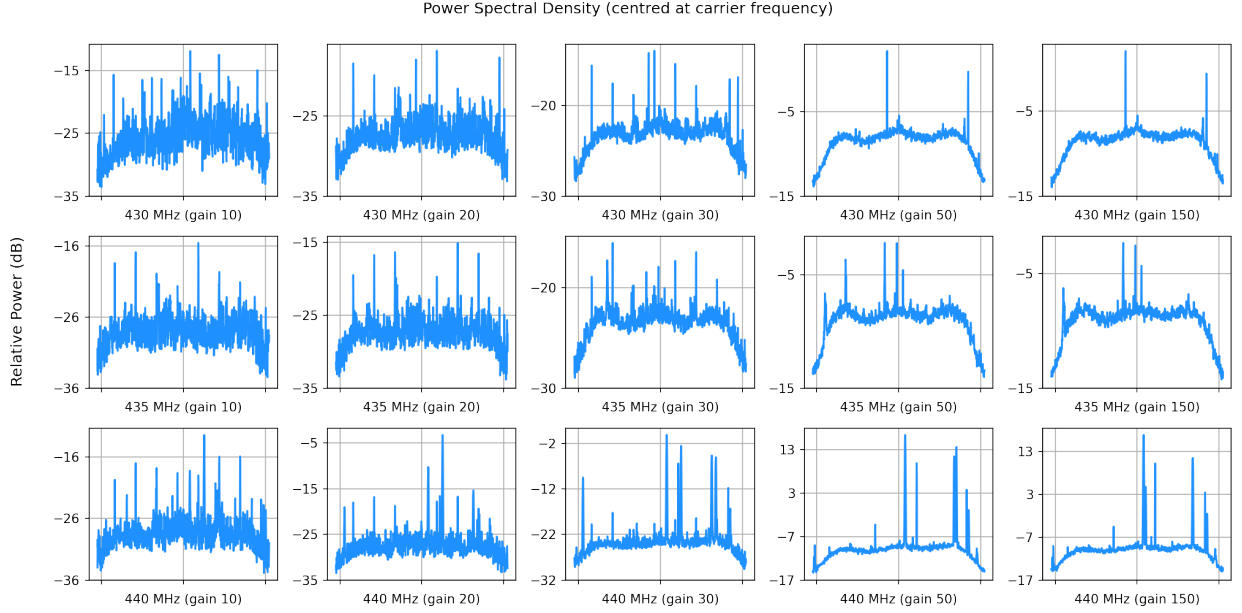 Power Spectral Density (centred at carrier frequency)
Relative Power (dB)
−15
−25
−35
430 MHz (gain 10)
−25
−35
430 MHz (gain 20)
−20
−30
430 MHz (gain 30)
−5
−15
430 MHz (gain 50)
−5
−15
430 MHz (gain 150)
−16
−26
−36
435 MHz (gain 10)
−15
−25
−35
435 MHz (gain 20)
−20
−30
435 MHz (gain 30)
−5
−15
435 MHz (gain 50)
−5
−15
435 MHz (gain 150)
−16
−26
−36
440 MHz (gain 10)
−5
−15
−25
−35
440 MHz (gain 20)
−2
−12
−22
−32
440 MHz (gain 30)
13
3
−7
−17
440 MHz (gain 50)
13
3
−7
−17
440 MHz (gain 150)